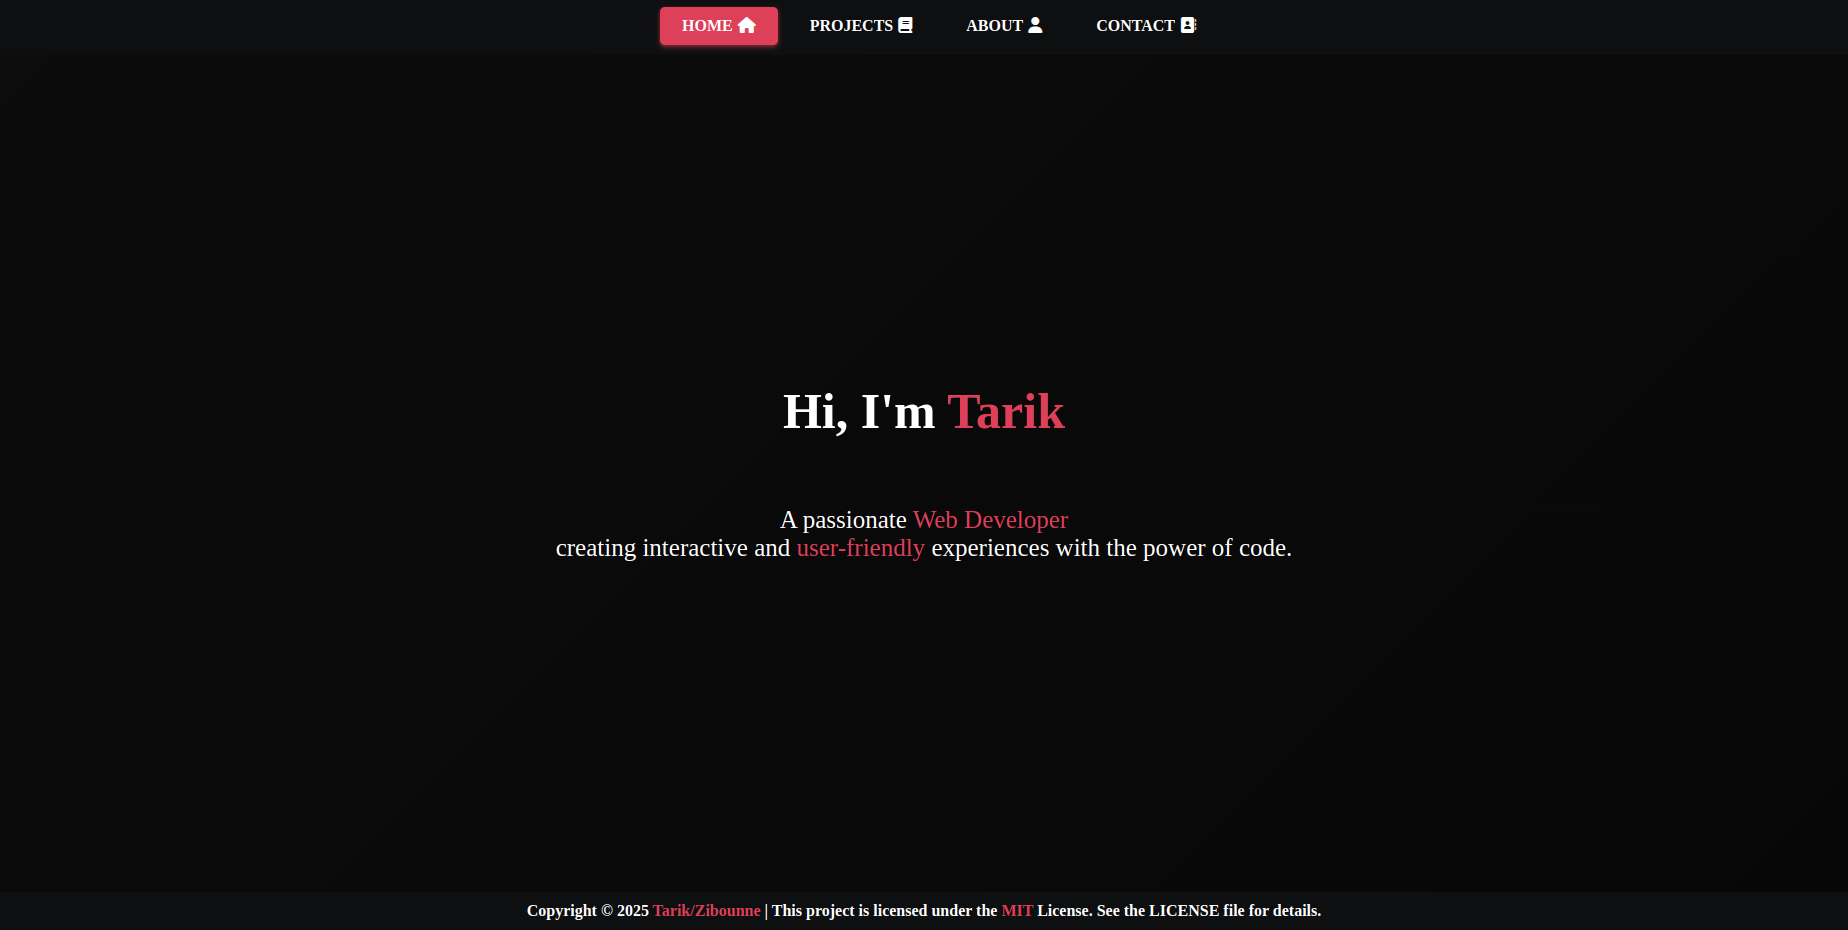 HOME PROJECTS ABOUT CONTACT
Hi, I'm Tarik
A passionate Web Developer
creating interactive and user-friendly experiences with the power of code.
Copyright © 2025 Tarik/Zibounne | This project is licensed under the MIT License. See the LICENSE file for details.